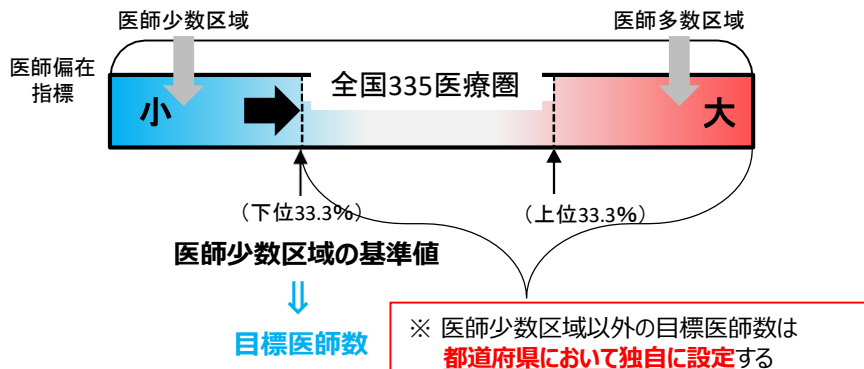 医師少数区域
医師多数区域
医師偏在
指標
全国335医療圏
小
大
（下位33.3%）
（上位33.3%）
医師少数区域の基準値
⇓
目標医師数
※ 医師少数区域以外の目標医師数は
都道府県において独自に設定する